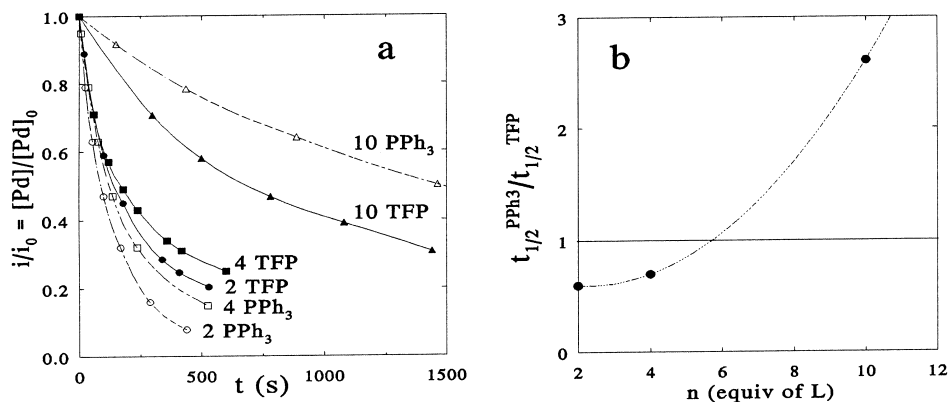 a
i/i₀ = [Pd]/[Pd]₀
1.0
0.8
0.6
0.4
0.2
0.0
10 PPh₃
10 TFP
4 TFP
2 TFP
4 PPh₃
2 PPh₃
0
500
1000
1500
t (s)
b
t₁/₂ᴾᴾʰ³/t₁/₂ᵀᶠᴾ
3
2
1
0
2
4
6
8
10
12
n (equiv of L)